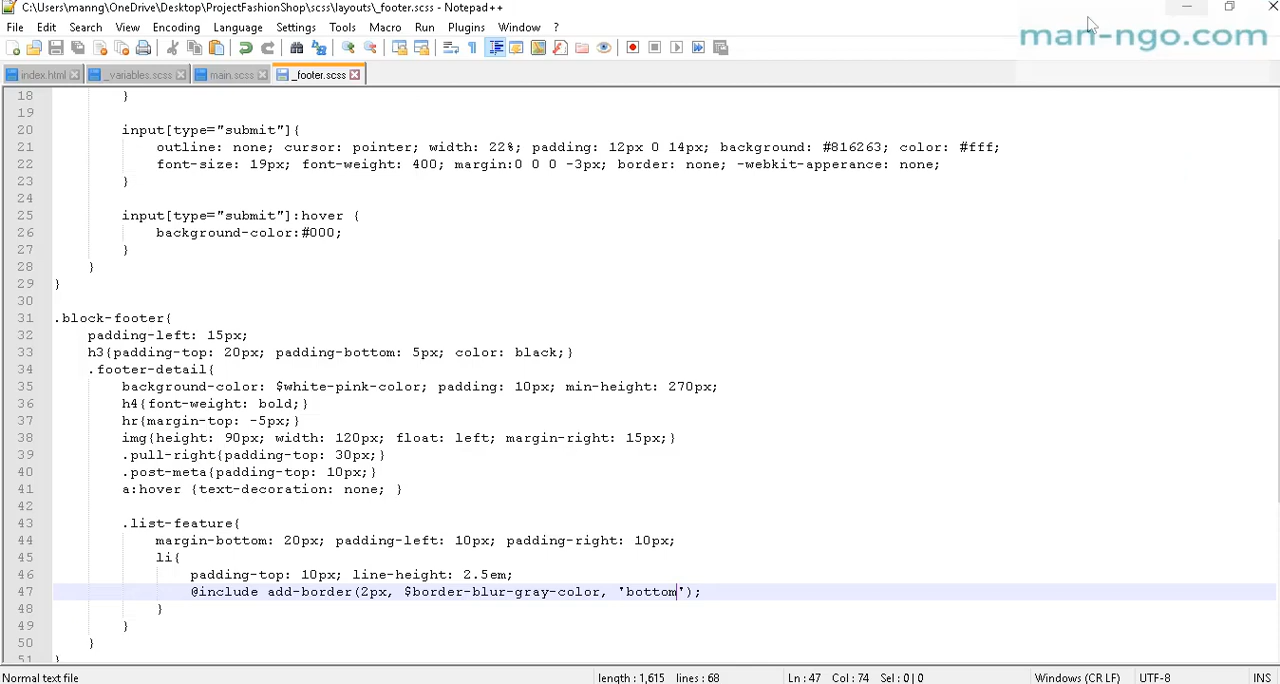 C:\Users\manng\OneDrive\Desktop\ProjectFashionShop\scss\layouts\_footer.scss - Notepad++
File Edit Search View Encoding Language Settings Tools Macro Run Plugins Window ?
man-ngo.com
index.html _variables.scss main.scss _footer.scss
18 }
19
20 input[type="submit"]{
21 outline: none; cursor: pointer; width: 22%; padding: 12px 0 14px; background: #816263; color: #fff;
22 font-size: 19px; font-weight: 400; margin:0 0 0 -3px; border: none; -webkit-apperance: none;
23 }
24
25 input[type="submit"]:hover {
26 background-color:#000;
27 }
28 }
29 }
30
31 .block-footer{
32 padding-left: 15px;
33 h3{padding-top: 20px; padding-bottom: 5px; color: black;}
34 .footer-detail{
35 background-color: $white-pink-color; padding: 10px; min-height: 270px;
36 h4{font-weight: bold;}
37 hr{margin-top: -5px;}
38 img{height: 90px; width: 120px; float: left; margin-right: 15px;}
39 .pull-right{padding-top: 30px;}
40 .post-meta{padding-top: 10px;}
41 a:hover {text-decoration: none; }
42
43 .list-feature{
44 margin-bottom: 20px; padding-left: 10px; padding-right: 10px;
45 li{
46 padding-top: 10px; line-height: 2.5em;
47 @include add-border(2px, $border-blur-gray-color, 'bottom');
48 }
49 }
50 }
51 }
Normal text file length : 1,615 lines : 68 Ln : 47 Col : 74 Sel : 0 | 0 Windows (CR LF) UTF-8 INS